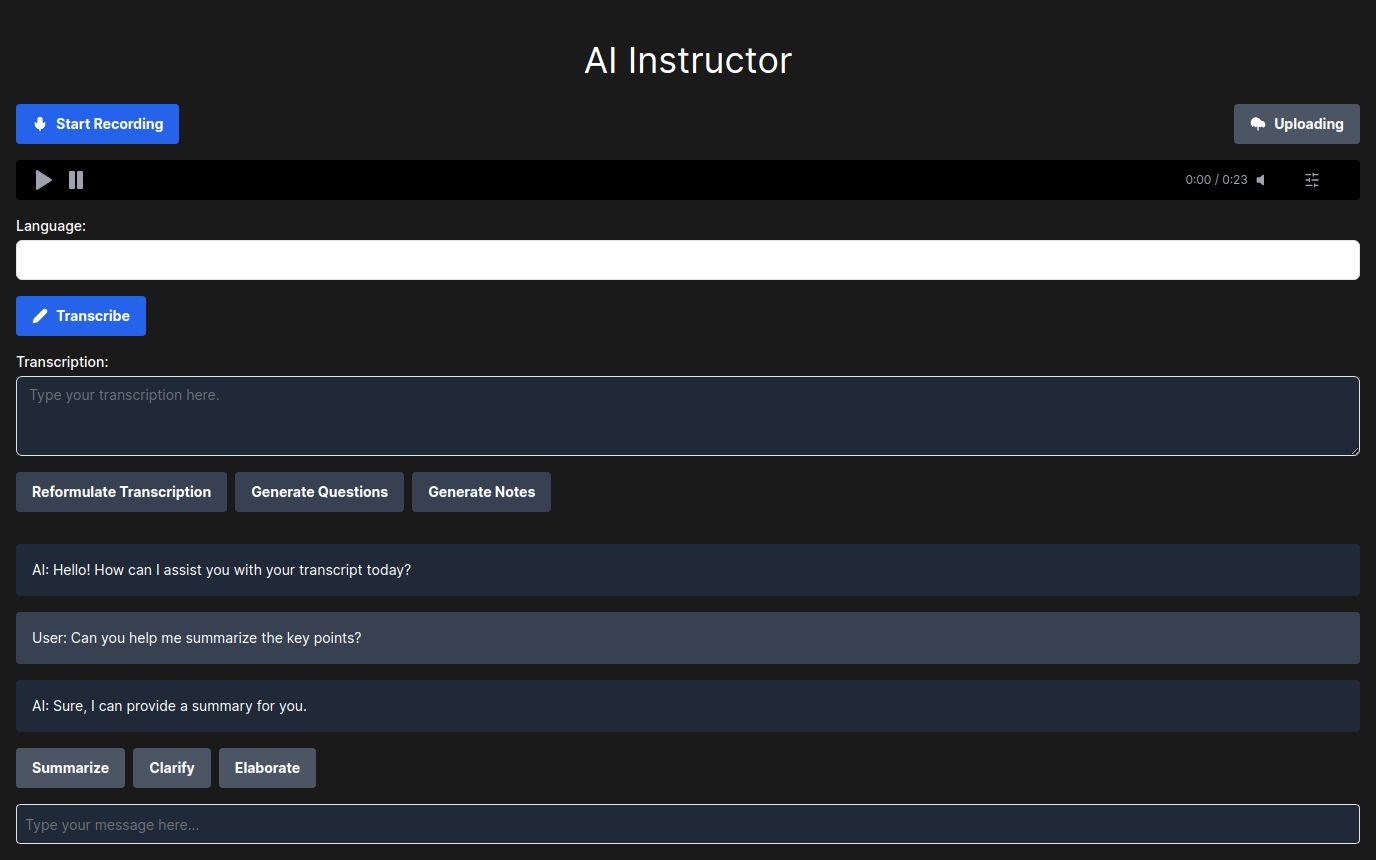 AI Instructor
Start Recording
Uploading
0:00 / 0:23
Language:
Transcribe
Transcription:
Type your transcription here.
Reformulate Transcription Generate Questions Generate Notes
AI: Hello! How can I assist you with your transcript today?
User: Can you help me summarize the key points?
AI: Sure, I can provide a summary for you.
Summarize Clarify Elaborate
Type your message here...